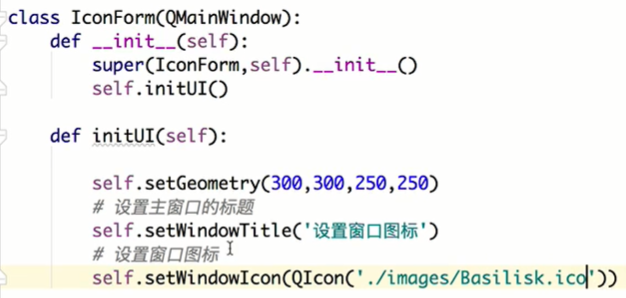 class IconForm(QMainWindow):
    def __init__(self):
        super(IconForm,self).__init__()
        self.initUI()
    def initUI(self):
        self.setGeometry(300,300,250,250)
        # 设置主窗口的标题
        self.setWindowTitle('设置窗口图标')
        # 设置窗口图标
        self.setWindowIcon(QIcon('./images/Basilisk.ico'))